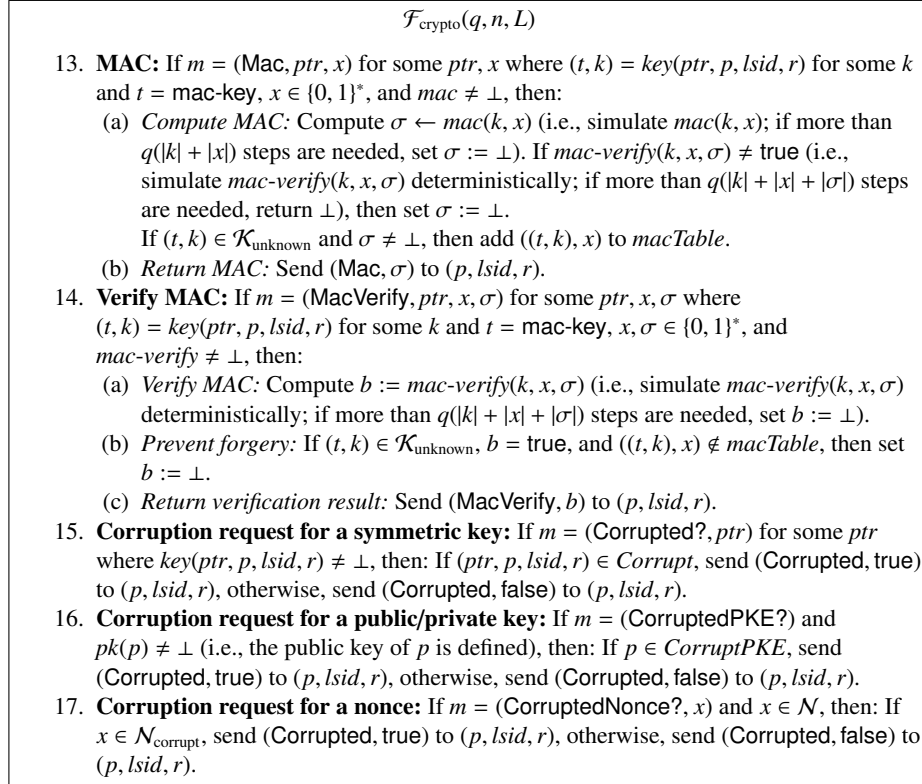 𝓕crypto(q, n, L)
13. MAC: If m = (Mac, ptr, x) for some ptr, x where (t, k) = key(ptr, p, lsid, r) for some k
and t = mac-key, x ∈ {0, 1}*, and mac ≠ ⊥, then:
(a) Compute MAC: Compute σ ← mac(k, x) (i.e., simulate mac(k, x); if more than
q(|k| + |x|) steps are needed, set σ := ⊥). If mac-verify(k, x, σ) ≠ true (i.e.,
simulate mac-verify(k, x, σ) deterministically; if more than q(|k| + |x| + |σ|) steps
are needed, return ⊥), then set σ := ⊥.
If (t, k) ∈ 𝒦unknown and σ ≠ ⊥, then add ((t, k), x) to macTable.
(b) Return MAC: Send (Mac, σ) to (p, lsid, r).
14. Verify MAC: If m = (MacVerify, ptr, x, σ) for some ptr, x, σ where
(t, k) = key(ptr, p, lsid, r) for some k and t = mac-key, x, σ ∈ {0, 1}*, and
mac-verify ≠ ⊥, then:
(a) Verify MAC: Compute b := mac-verify(k, x, σ) (i.e., simulate mac-verify(k, x, σ)
deterministically; if more than q(|k| + |x| + |σ|) steps are needed, set b := ⊥).
(b) Prevent forgery: If (t, k) ∈ 𝒦unknown, b = true, and ((t, k), x) ∉ macTable, then set
b := ⊥.
(c) Return verification result: Send (MacVerify, b) to (p, lsid, r).
15. Corruption request for a symmetric key: If m = (Corrupted?, ptr) for some ptr
where key(ptr, p, lsid, r) ≠ ⊥, then: If (ptr, p, lsid, r) ∈ Corrupt, send (Corrupted, true)
to (p, lsid, r), otherwise, send (Corrupted, false) to (p, lsid, r).
16. Corruption request for a public/private key: If m = (CorruptedPKE?) and
pk(p) ≠ ⊥ (i.e., the public key of p is defined), then: If p ∈ CorruptPKE, send
(Corrupted, true) to (p, lsid, r), otherwise, send (Corrupted, false) to (p, lsid, r).
17. Corruption request for a nonce: If m = (CorruptedNonce?, x) and x ∈ 𝒩, then: If
x ∈ 𝒩corrupt, send (Corrupted, true) to (p, lsid, r), otherwise, send (Corrupted, false) to
(p, lsid, r).